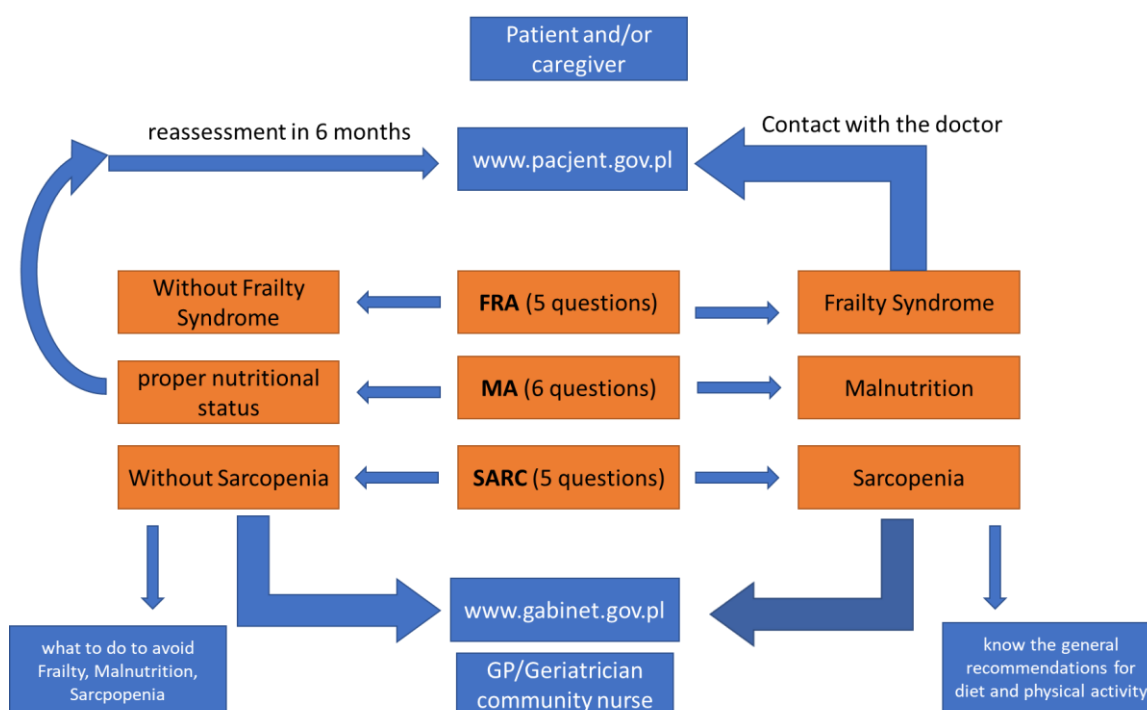 Patient and/or
caregiver
reassessment in 6 months
Contact with the doctor
www.pacjent.gov.pl
Without Frailty
Syndrome
FRA (5 questions)
Frailty Syndrome
proper nutritional
status
MA (6 questions)
Malnutrition
Without Sarcopenia
SARC (5 questions)
Sarcopenia
www.gabinet.gov.pl
what to do to avoid
Frailty, Malnutrition,
Sarcpopenia
GP/Geriatrician
community nurse
know the general
recommendations for
diet and physical activity